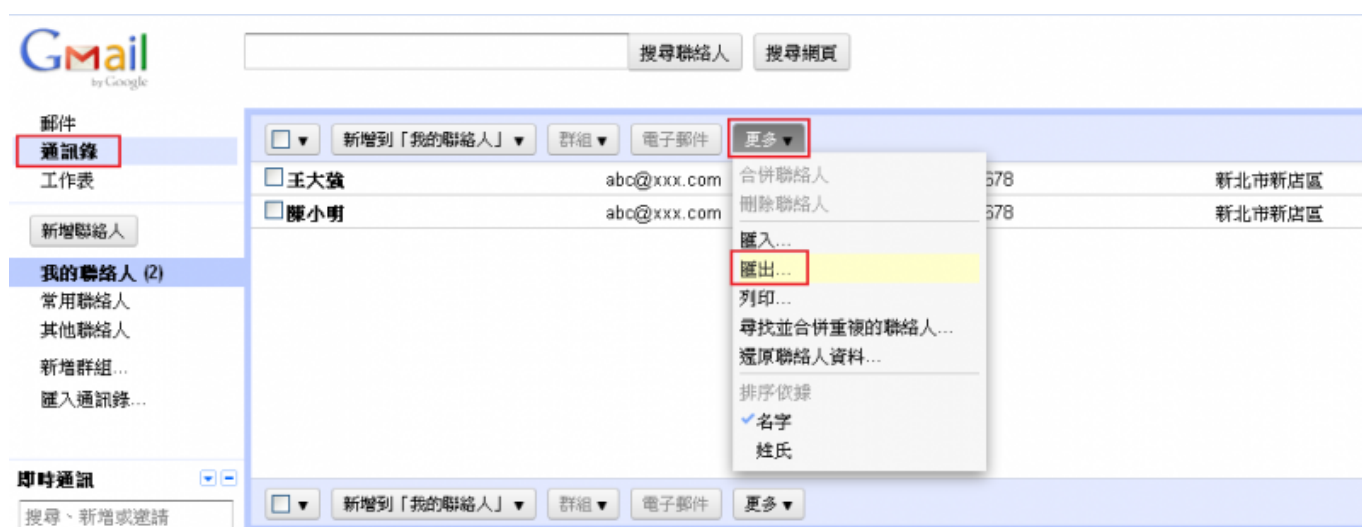 Gmail
by Google
搜尋聯絡人 搜尋網頁
郵件
通訊錄
工作表
新增聯絡人
我的聯絡人 (2)
常用聯絡人
其他聯絡人
新增群組...
匯入通訊錄...
即時通訊
搜尋、新增或邀請
新增到「我的聯絡人」 群組 電子郵件 更多
王大強 abc@xxx.com 678 新北市新店區
陳小明 abc@xxx.com 678 新北市新店區
合併聯絡人
刪除聯絡人
匯入...
匯出...
列印...
尋找並合併重複的聯絡人...
還原聯絡人資料...
排序依據
名字
姓氏
新增到「我的聯絡人」 群組 電子郵件 更多